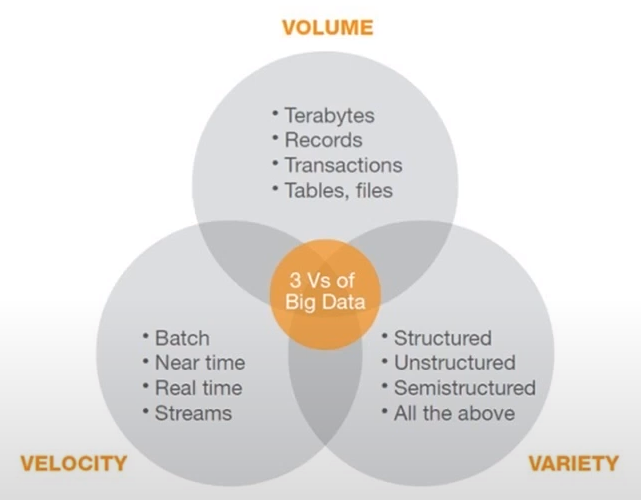 VOLUME
• Terabytes
• Records
• Transactions
• Tables, files
3 Vs of
Big Data
• Batch
• Near time
• Real time
• Streams
• Structured
• Unstructured
• Semistructured
• All the above
VELOCITY
VARIETY